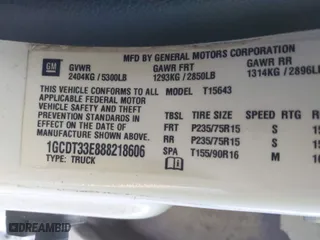 MFD BY GENERAL MOTORS CORPORATION
GM
GVWR GAWR FRT GAWR RR
2404KG / 5300LB 1293KG / 2850LB 1314KG / 2896LB
THIS VEHICLE CONFORMS TO ALL
APPLICABLE FEDERAL MOTOR
VEHICLE SAFETY, BUMPER, AND THEFT
PREVENTION STANDARDS IN EFFECT
ON THE DATE OF MANUFACTURE
SHOWN ABOVE.
1GCDT33E888218606
TYPE: TRUCK
MODEL: T15643
TBSL TIRE SIZE SPEED RTG
FRT P235/75R15 S
RR P235/75R15 S
SPA T155/90R16 M